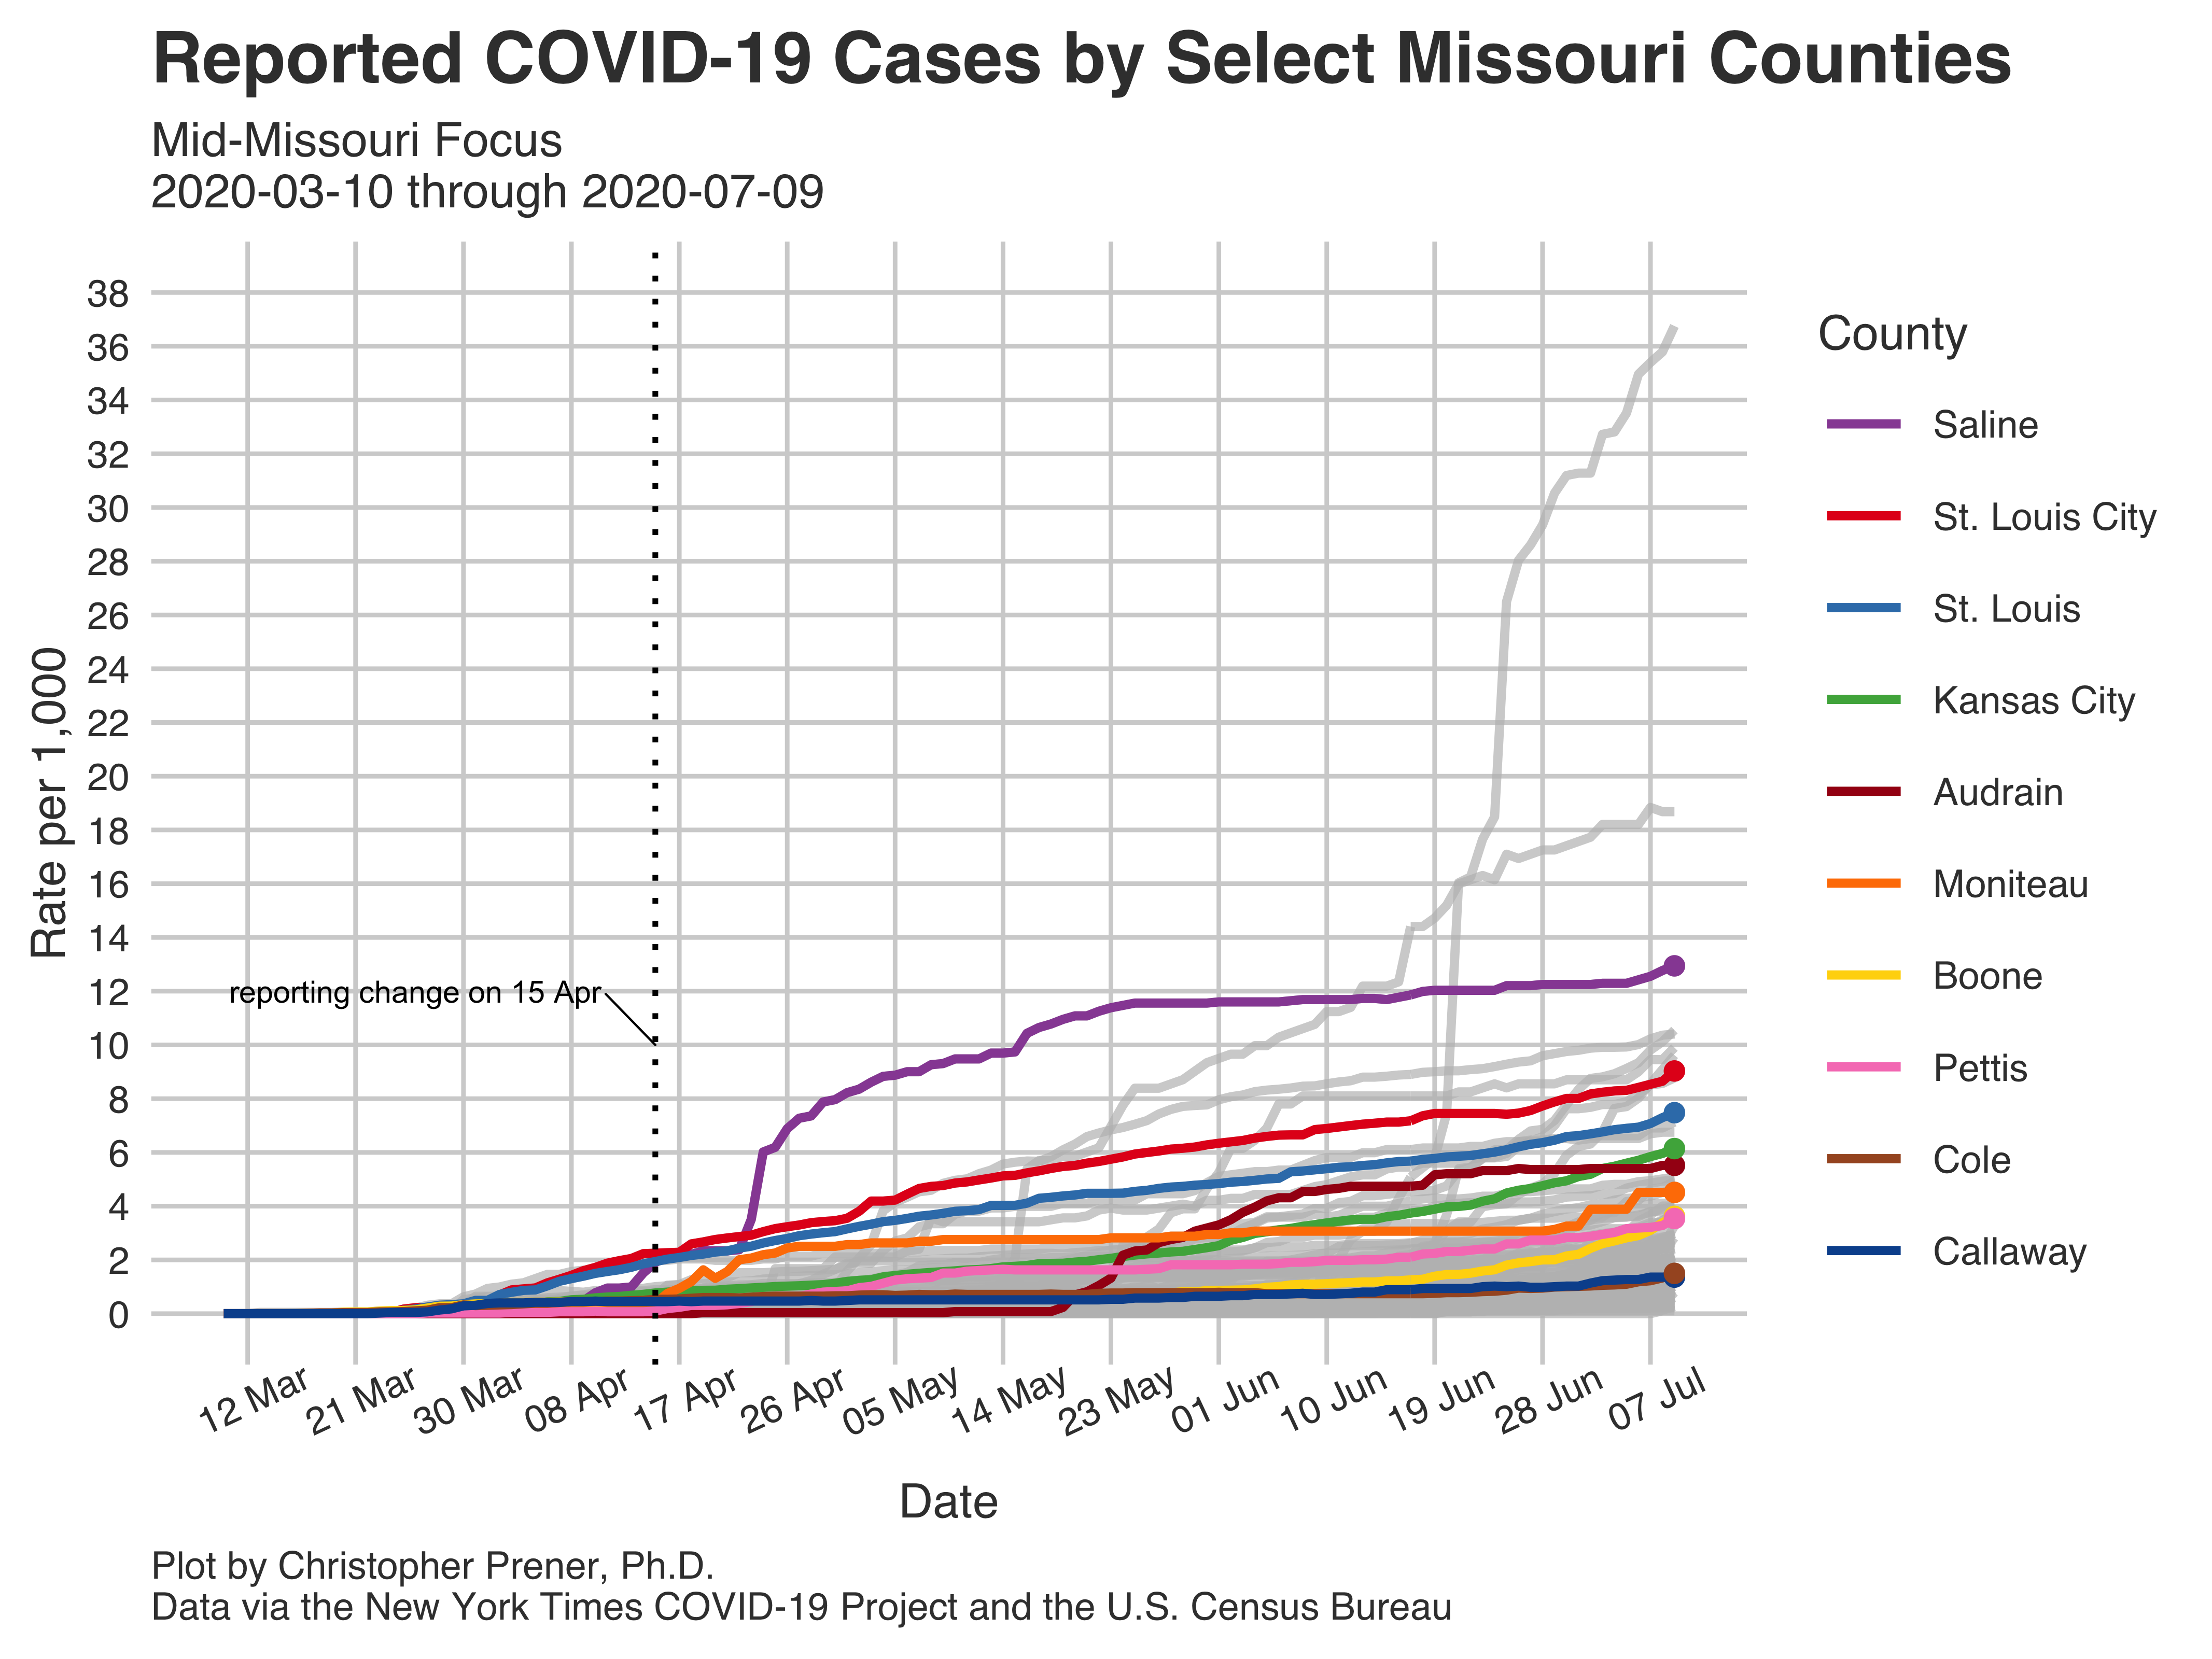 Reported COVID-19 Cases by Select Missouri Counties
Mid-Missouri Focus
2020-03-10 through 2020-07-09
Rate per 1,000
38
36
34
32
30
28
26
24
22
20
18
16
14
12
10
8
6
4
2
0
reporting change on 15 Apr
12 Mar
21 Mar
30 Mar
08 Apr
17 Apr
26 Apr
05 May
14 May
23 May
01 Jun
10 Jun
19 Jun
28 Jun
07 Jul
Date
County
Saline
St. Louis City
St. Louis
Kansas City
Audrain
Moniteau
Boone
Pettis
Cole
Callaway
Plot by Christopher Prener, Ph.D.
Data via the New York Times COVID-19 Project and the U.S. Census Bureau